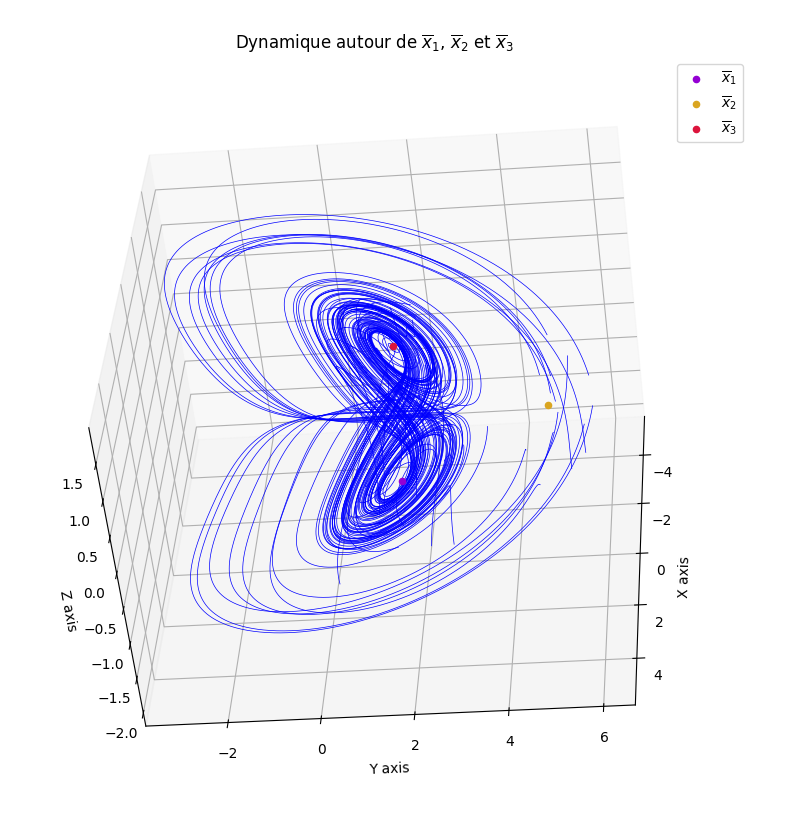 Dynamique autour de x̅₁, x̅₂ et x̅₃
x̅₁
x̅₂
x̅₃
1.5
1.0
0.5
0.0
−0.5
−1.0
−1.5
−2.0
Z axis
−4
−2
0
2
4
X axis
−2
0
2
4
6
Y axis